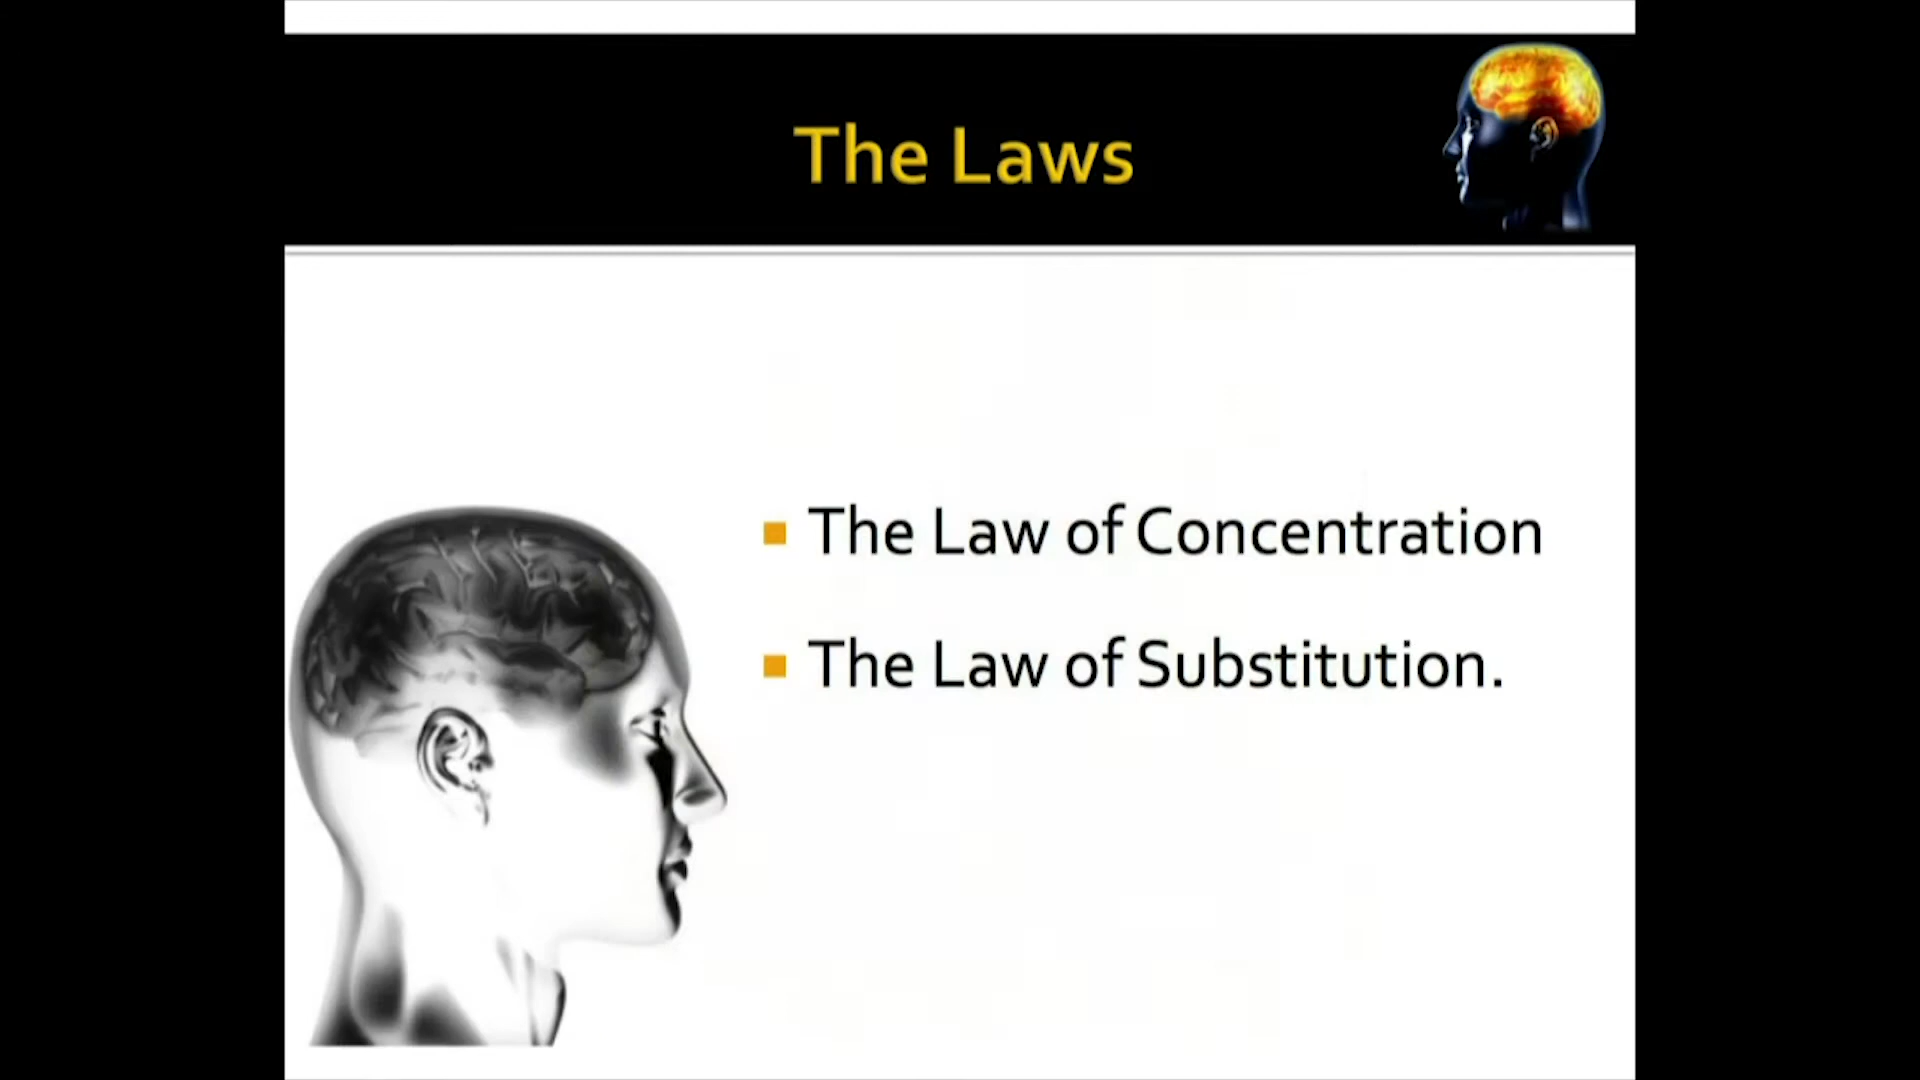 The Laws
The Law of Concentration
The Law of Substitution.